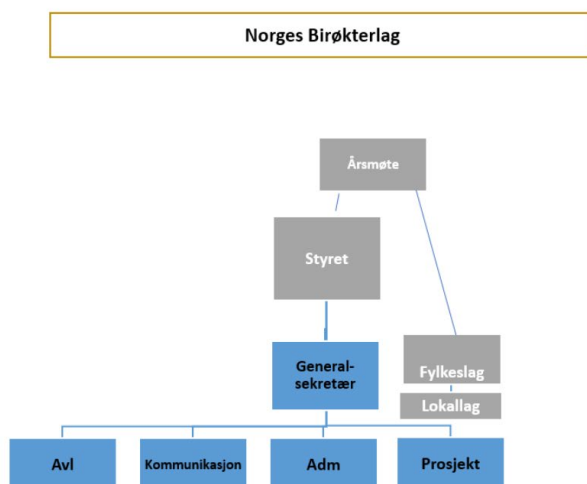 Norges Birøkterlag
Årsmøte
Styret
General-
sekretær
Fylkeslag
Lokallag
Avl
Kommunikasjon
Adm
Prosjekt